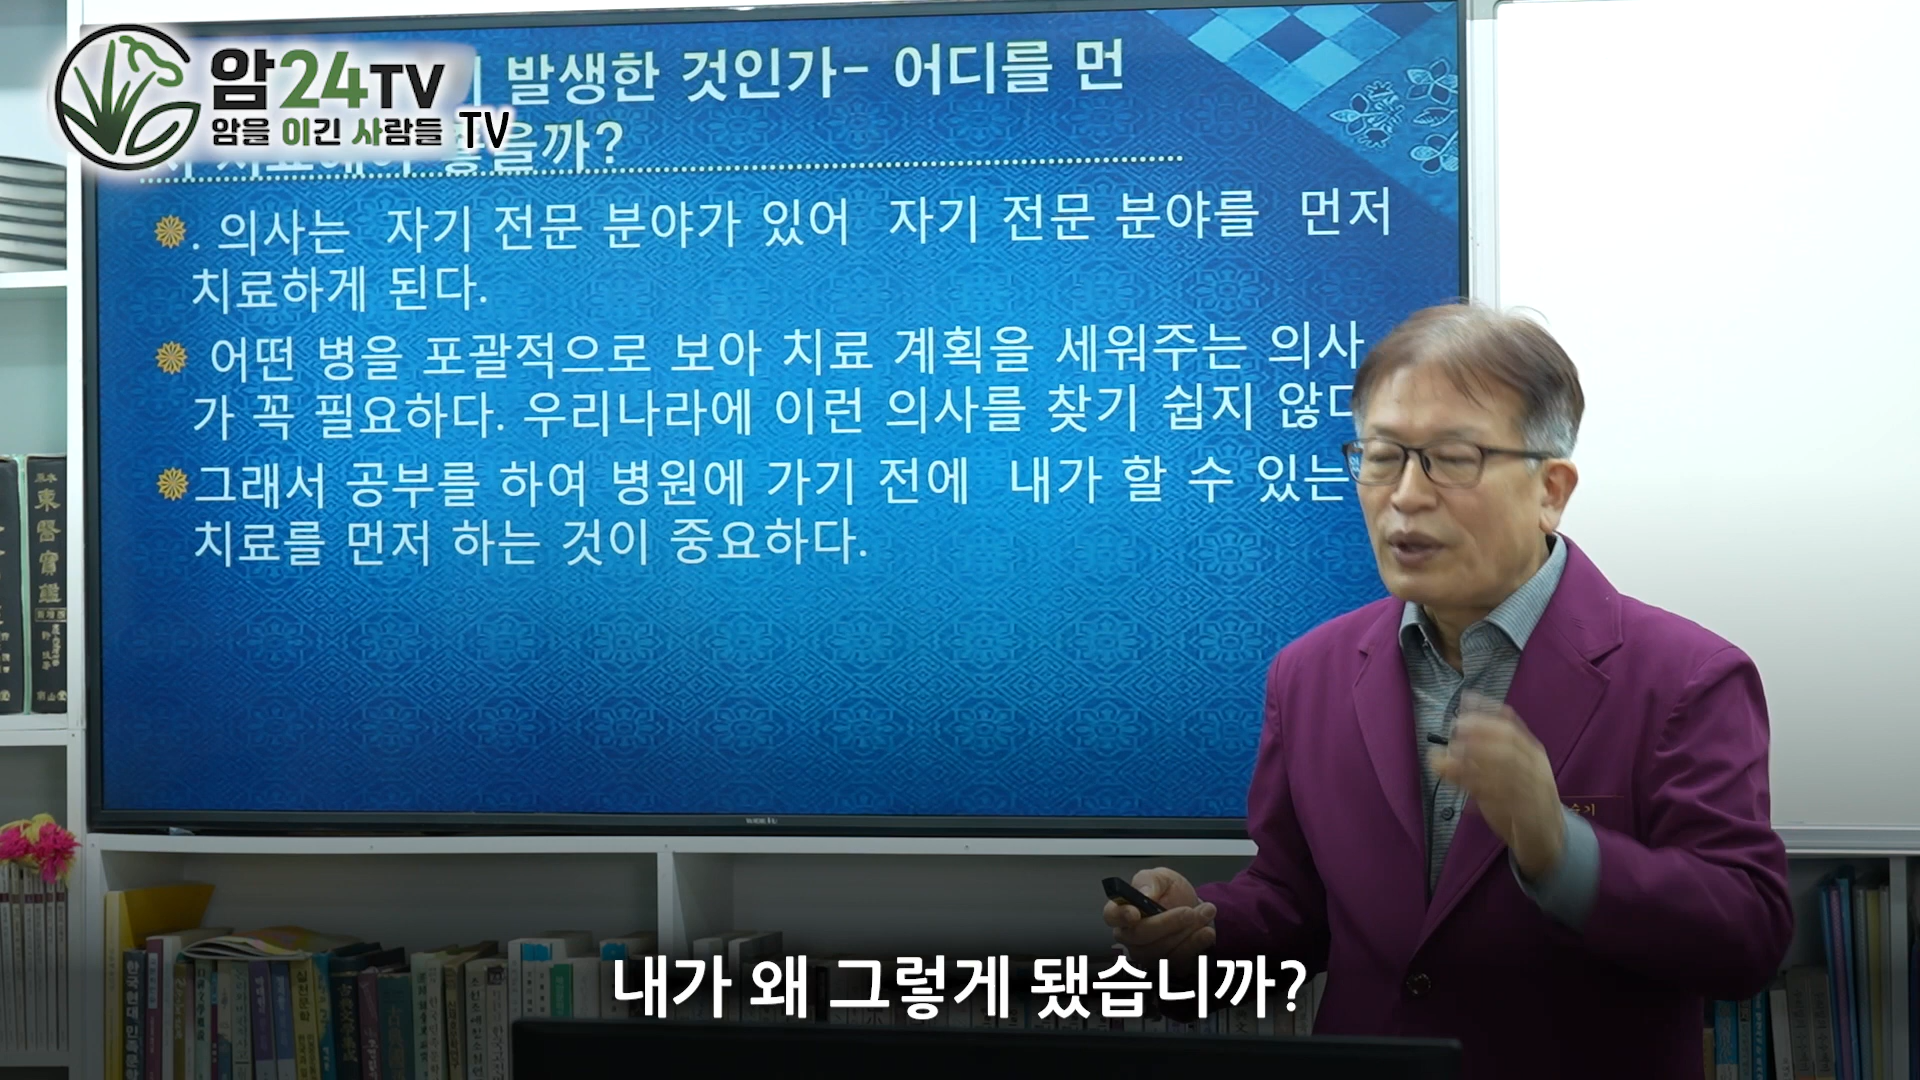 암24TV
암을 이긴 사람들 TV
발생한 것인가- 어디를 먼
을까?
. 의사는 자기 전문 분야가 있어 자기 전문 분야를 먼저
치료하게 된다.
어떤 병을 포괄적으로 보아 치료 계획을 세워주는 의사
가 꼭 필요하다. 우리나라에 이런 의사를 찾기 쉽지 않다
그래서 공부를 하여 병원에 가기 전에 내가 할 수 있는
치료를 먼저 하는 것이 중요하다.
東醫寶鑑
내가 왜 그렇게 됐습니까?